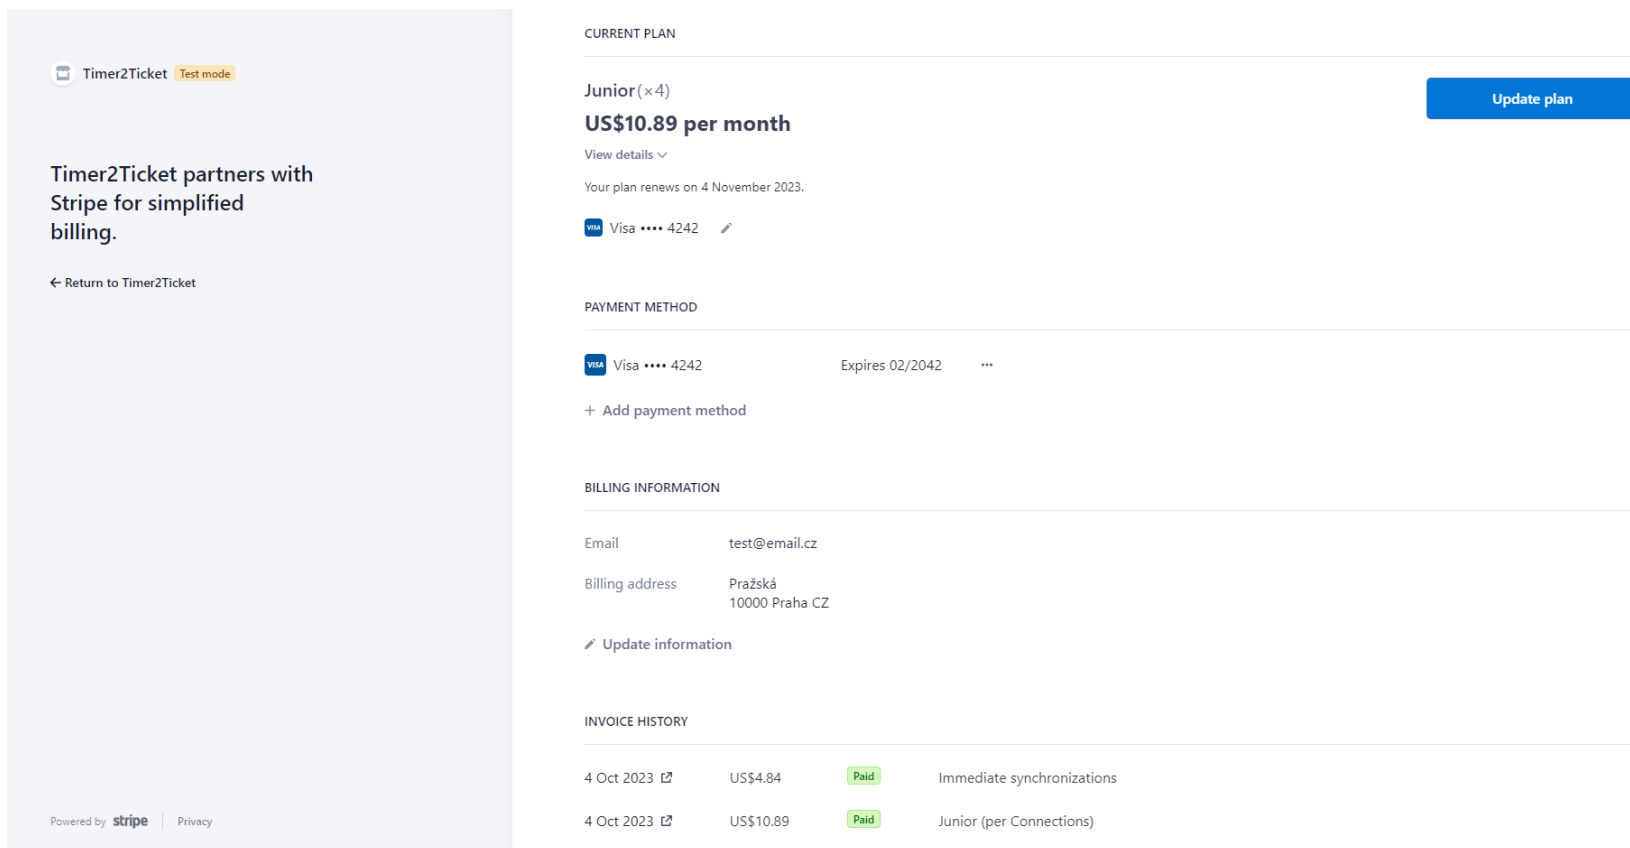 Timer2Ticket Test mode
Timer2Ticket partners with
Stripe for simplified
billing.
← Return to Timer2Ticket
Powered by stripe | Privacy
CURRENT PLAN
Junior (×4)
US$10.89 per month
Update plan
View details
Your plan renews on 4 November 2023.
VISA Visa •••• 4242
PAYMENT METHOD
VISA Visa •••• 4242 Expires 02/2042 •••
+ Add payment method
BILLING INFORMATION
Email test@email.cz
Billing address Pražská
10000 Praha CZ
Update information
INVOICE HISTORY
4 Oct 2023 US$4.84 Paid Immediate synchronizations
4 Oct 2023 US$10.89 Paid Junior (per Connections)